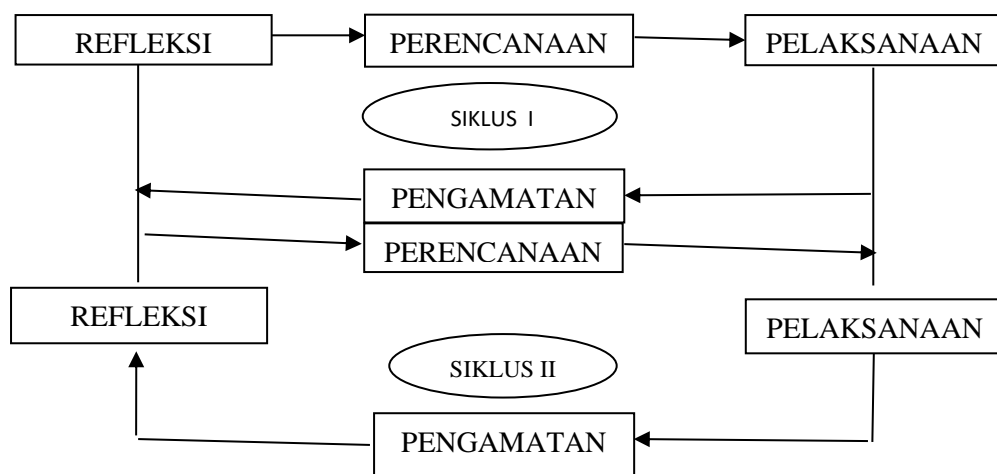 REFLEKSI
PERENCANAAN
PELAKSANAAN
SIKLUS I
PENGAMATAN
PERENCANAAN
REFLEKSI
PELAKSANAAN
SIKLUS II
PENGAMATAN